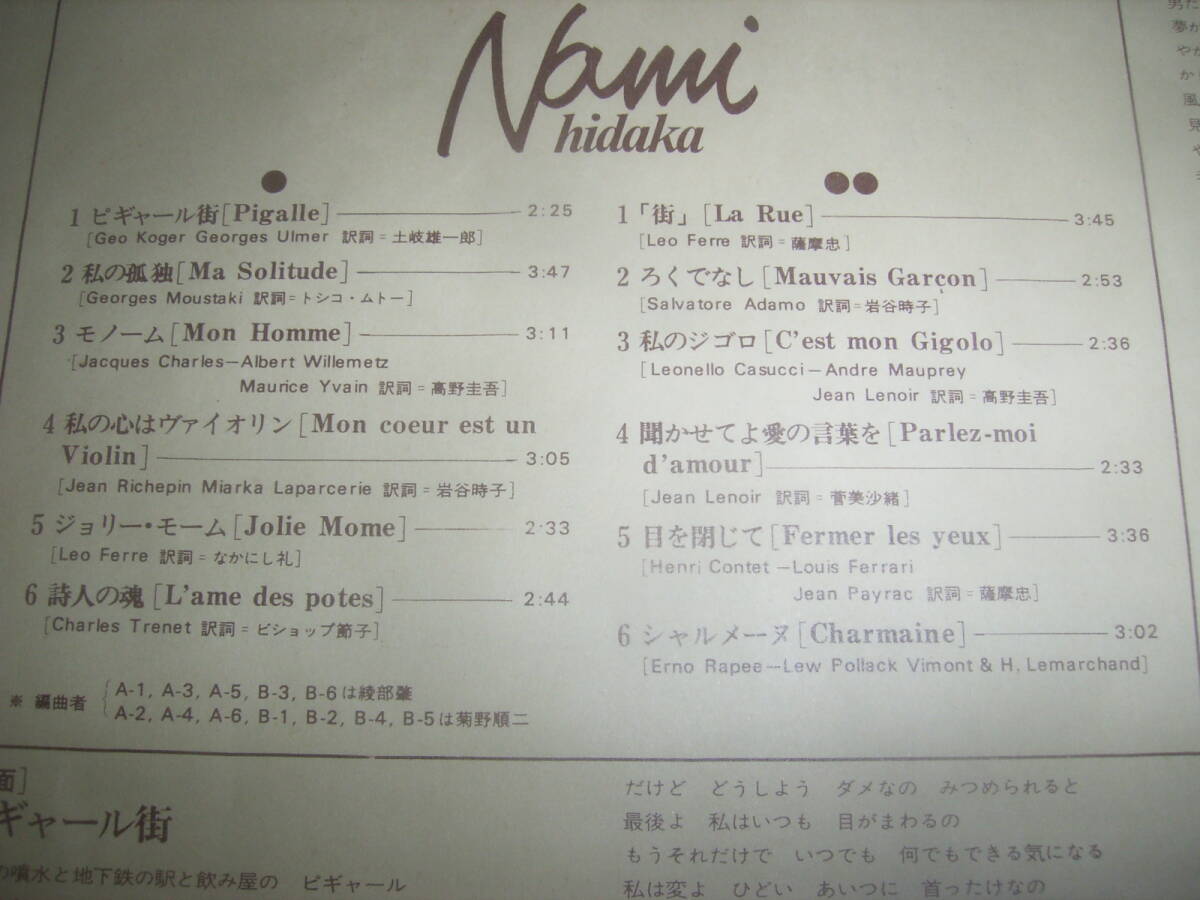 Nami
hidaka
●
1 ピギャール街[Pigalle] 2:25
[Geo Koger Georges Ulmer 訳詞=土岐雄一郎]
2 私の孤独[Ma Solitude] 3:47
[Georges Moustaki 訳詞=トシコ・ムトー]
3 モノーム[Mon Homme] 3:11
[Jacques Charles—Albert Willemetz
Maurice Yvain 訳詞=高野圭吾]
4 私の心はヴァイオリン[Mon coeur est un
Violin] 3:05
[Jean Richepin Miarka Laparcerie 訳詞=岩谷時子]
5 ジョリー・モーム[Jolie Mome] 2:33
[Leo Ferre 訳詞=なかにし礼]
6 詩人の魂[L'ame des potes] 2:44
[Charles Trenet 訳詞=ビショップ節子]
※ 編曲者
A-1, A-3, A-5, B-3, B-6は綾部肇
A-2, A-4, A-6, B-1, B-2, B-4, B-5は菊野順二
●●
1「街」[La Rue] 3:45
[Leo Ferre 訳詞=薩摩忠]
2 ろくでなし[Mauvais Garçon] 2:53
[Salvatore Adamo 訳詞=岩谷時子]
3 私のジゴロ[C'est mon Gigolo] 2:36
[Leonello Casucci—Andre Mauprey
Jean Lenoir 訳詞=高野圭吾]
4 聞かせてよ愛の言葉を[Parlez-moi
d'amour] 2:33
[Jean Lenoir 訳詞=菅美沙緒]
5 目を閉じて[Fermer les yeux] 3:36
[Henri Contet —Louis Ferrari
Jean Payrac 訳詞=薩摩忠]
6 シャルメーヌ[Charmaine] 3:02
[Erno Rapee—Lew Pollack Vimont & H. Lemarchand]
面]
ギャール街
の噴水と地下鉄の駅と飲み屋の ピギャール
だけど どうしよう ダメなの みつめられると
最後よ 私はいつも 目がまわるの
もうそれだけで いつでも 何でもできる気になる
私は変よ ひどい あいつに 首ったけなの